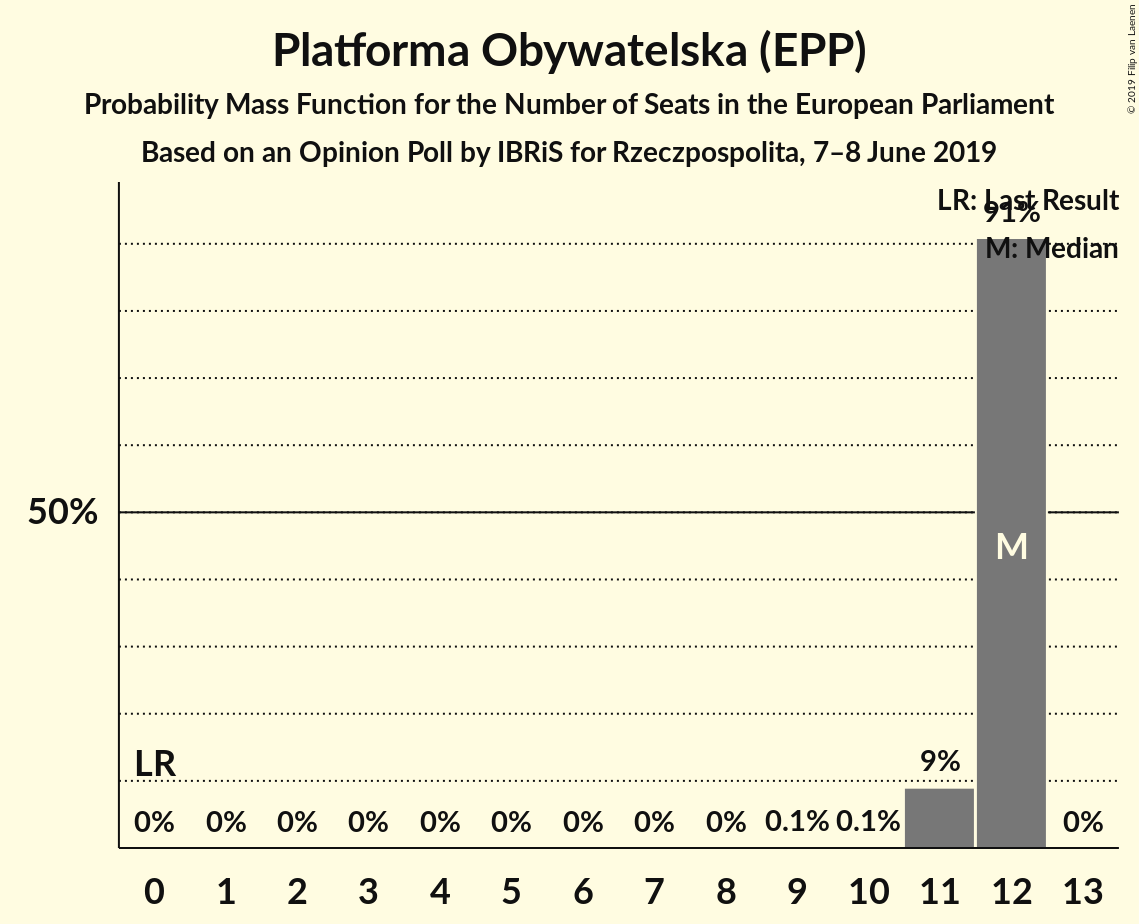 Platforma Obywatelska (EPP)
Probability Mass Function for the Number of Seats in the European Parliament
Based on an Opinion Poll by IBRiS for Rzeczpospolita, 7–8 June 2019
© 2019 Filip van Laenen
LR: Last Result
91%
M: Median
50%
M
LR
9%
0% 0% 0% 0% 0% 0% 0% 0% 0% 0.1% 0.1% 0%
0 1 2 3 4 5 6 7 8 9 10 11 12 13